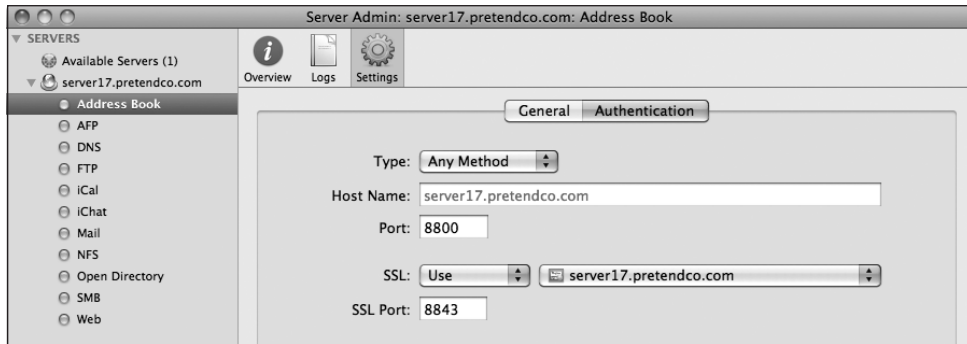 Server Admin: server17.pretendco.com: Address Book
SERVERS
Available Servers (1)
server17.pretendco.com
Address Book
AFP
DNS
FTP
iCal
iChat
Mail
NFS
Open Directory
SMB
Web
Overview
Logs
Settings
General
Authentication
Type: Any Method
Host Name: server17.pretendco.com
Port: 8800
SSL: Use server17.pretendco.com
SSL Port: 8843